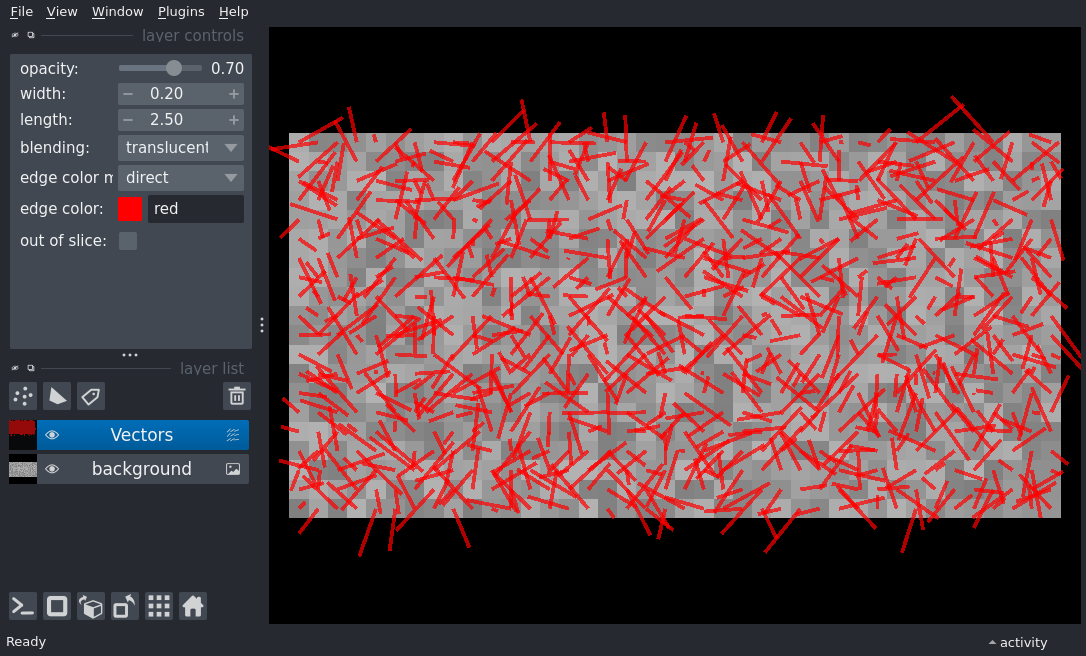 File View Window Plugins Help
layer controls
opacity: 0.70
width: 0.20
length: 2.50
blending: translucent
edge color m direct
edge color: red
out of slice:
layer list
Vectors
background
Ready
activity